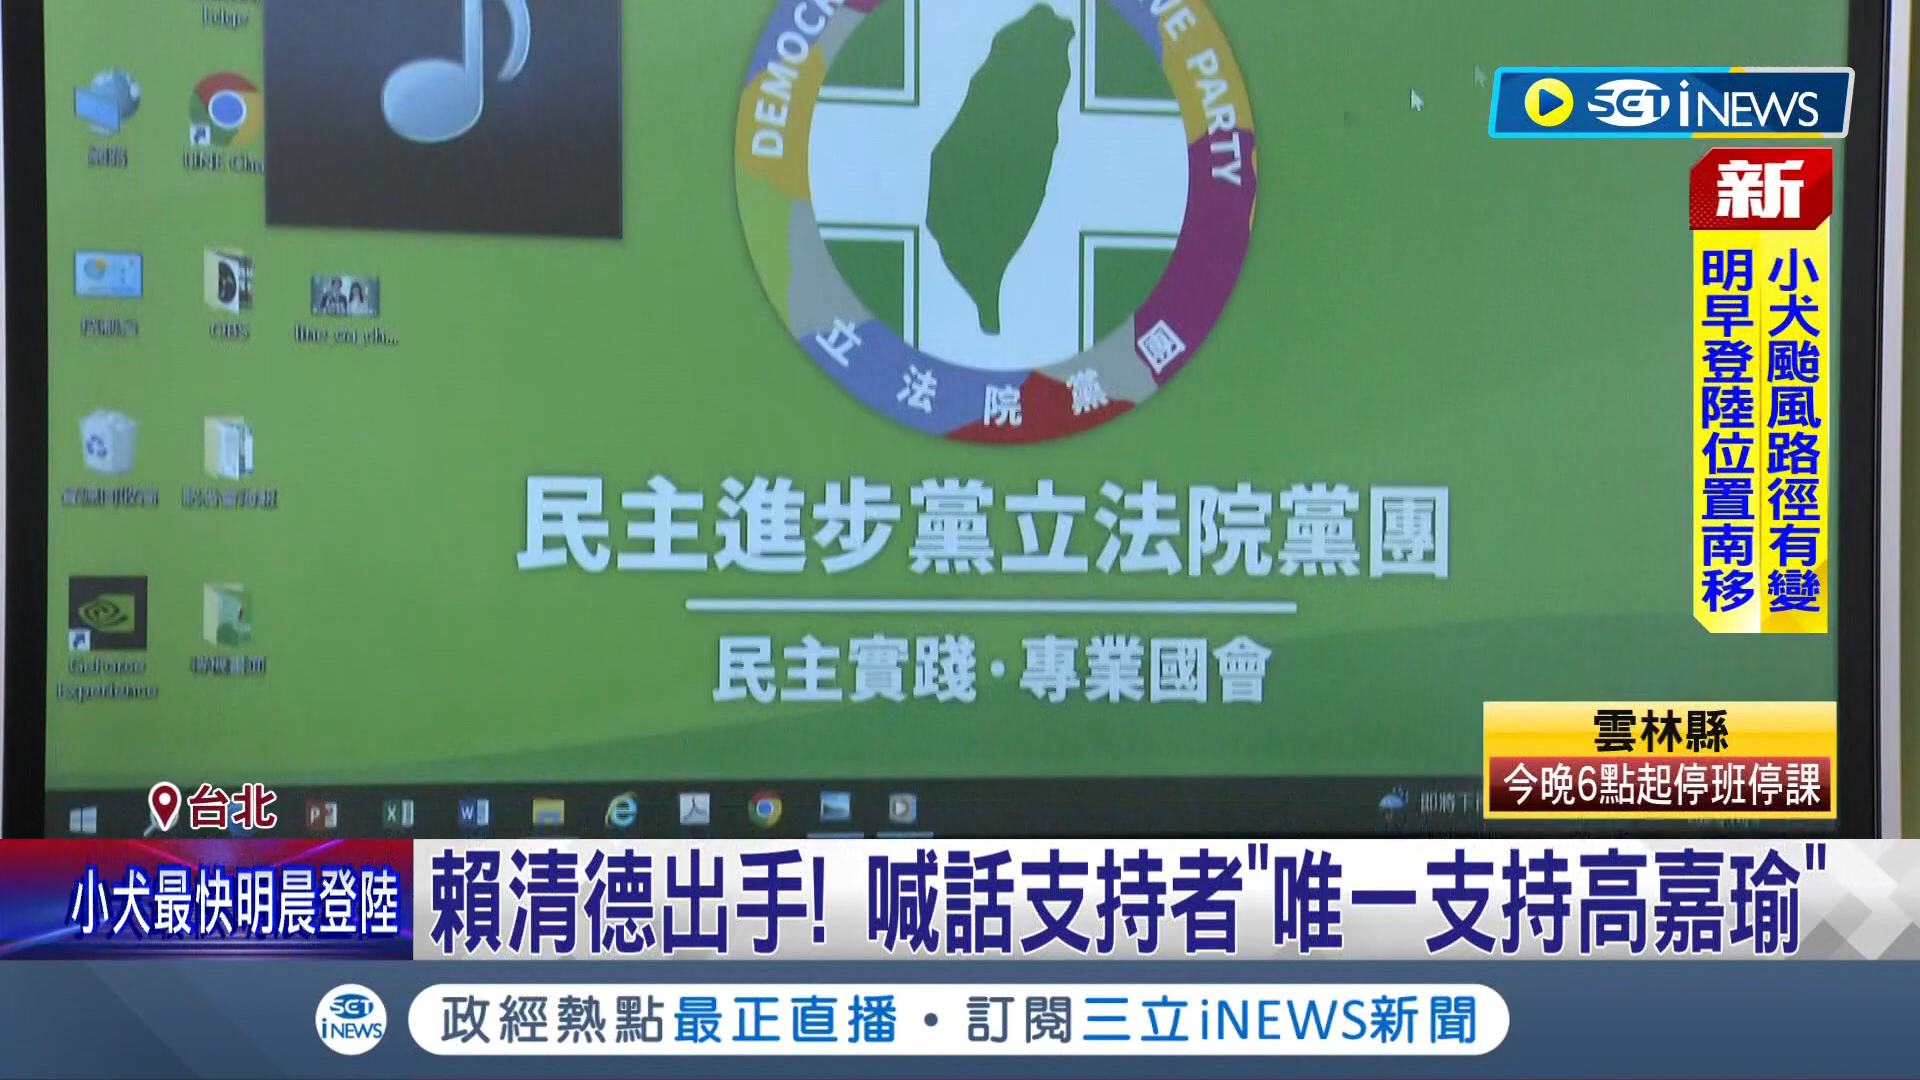 DEMOCR
VE PARTY
立法院黨團
民主進步黨立法院黨團
民主實踐·專業國會
OBS
GeForce
Experience
SET iNEWS
新
小犬颱風路徑有變
明早登陸位置南移
雲林縣
今晚6點起停班停課
台北
小犬最快明晨登陸
賴清德出手! 喊話支持者"唯一支持高嘉瑜"
SET
iNEWS
政經熱點最正直播・訂閱三立iNEWS新聞